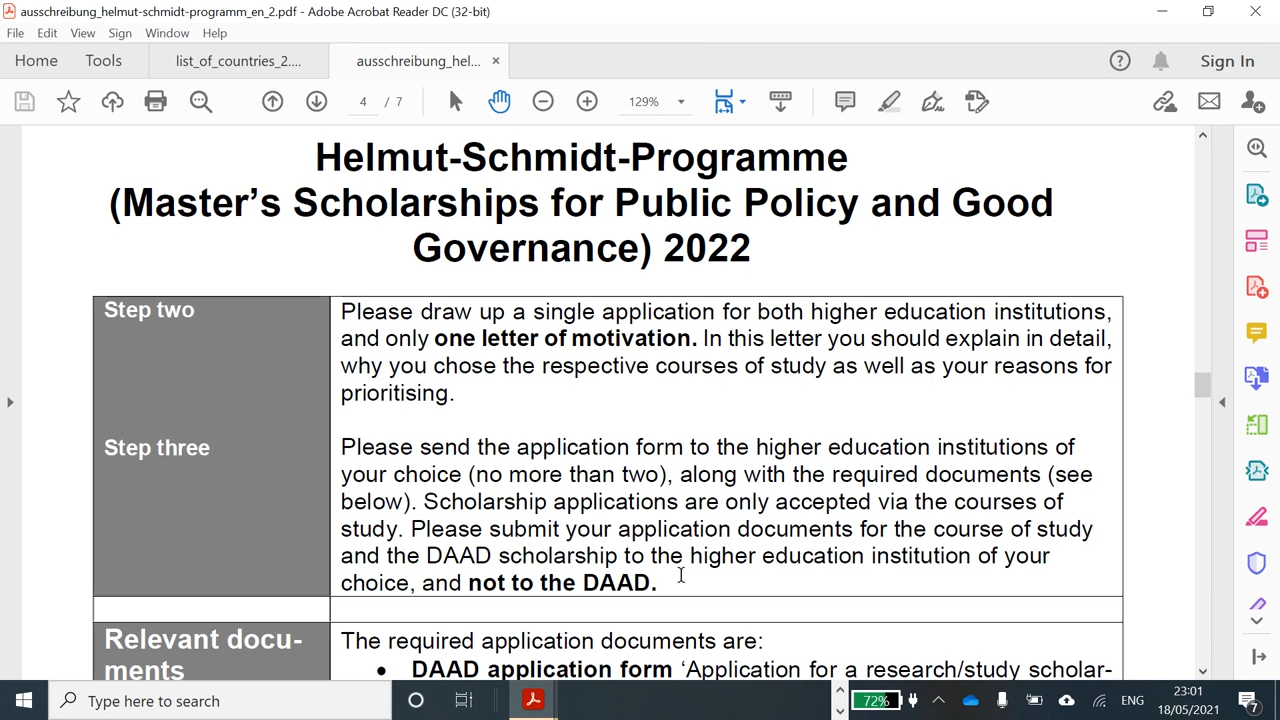 ausschreibung_helmut-schmidt-programm_en_2.pdf - Adobe Acrobat Reader DC (32-bit)
File Edit View Sign Window Help
Home Tools list_of_countries_2.... ausschreibung_hel... × Sign In
4 / 7 129%
Helmut-Schmidt-Programme
(Master's Scholarships for Public Policy and Good
Governance) 2022
Step two
Please draw up a single application for both higher education institutions,
and only one letter of motivation. In this letter you should explain in detail,
why you chose the respective courses of study as well as your reasons for
prioritising.
Step three
Please send the application form to the higher education institutions of
your choice (no more than two), along with the required documents (see
below). Scholarship applications are only accepted via the courses of
study. Please submit your application documents for the course of study
and the DAAD scholarship to the higher education institution of your
choice, and not to the DAAD.
Relevant docu-
ments
The required application documents are:
• DAAD application form ‘Application for a research/study scholar-
Type here to search
72%
ENG
23:01
18/05/2021
7